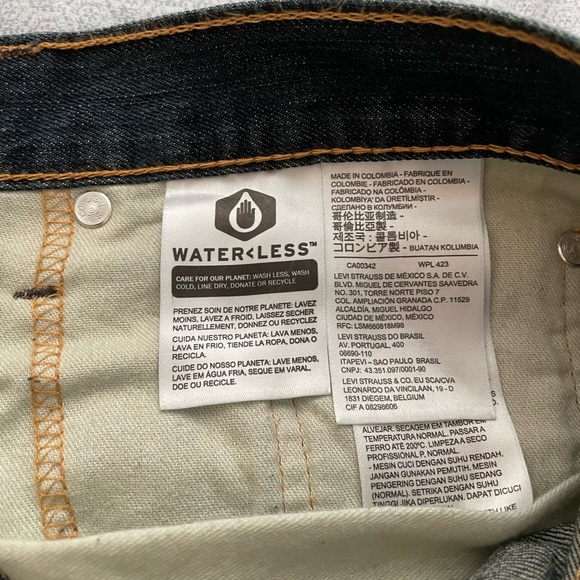 WATER<LESS™
CARE FOR OUR PLANET: WASH LESS, WASH
COLD, LINE DRY, DONATE OR RECYCLE
PRENEZ SOIN DE NOTRE PLANETE: LAVEZ
MOINS, LAVEZ A FROID, LAISSEZ SECHER
NATURELLEMENT, DONNEZ OU RECYCLEZ
CUIDA NUESTRO PLANETA: LAVA MENOS,
LAVA EN FRIO, TIENDE LA ROPA, DONA O
RECICLA.
CUIDE DO NOSSO PLANETA: LAVE MENOS,
LAVE EM ÁGUA FRIA, SEQUE EM VARAL,
DOE OU RECICLE.
MADE IN COLOMBIA - FABRIQUE EN
COLOMBIE - FABRICADO EN COLOMBIA -
FABRICADO NA COLÔMBIA -
KOLOMBİYA' DA ÜRETİLMİŞTİR -
СДЕЛАНО В КОЛУМБИИ -
哥伦比亚制造 -
哥倫比亞製 -
제조국 : 콜롬비아 -
コロンビア製 - BUATAN KOLUMBIA
CA00342 WPL 423
LEVI STRAUSS DE MÉXICO S.A. DE C.V.
BLVD. MIGUEL DE CERVANTES SAAVEDRA
NO. 301, TORRE NORTE PISO 7
COL. AMPLIACIÓN GRANADA C.P. 11529
ALCALDÍA, MIGUEL HIDALGO
CIUDAD DE MÉXICO, MÉXICO
RFC: LSM660818M98
LEVI STRAUSS DO BRASIL
AV. PORTUGAL, 400
06690-110
ITAPEVI – SAO PAULO BRASIL
CNPJ: 43.351.097/0001-90
LEVI STRAUSS & CO. EU SCA/CVA
LEONARDO DA VINCILAAN, 19 - D
1831 DIEGEM, BELGIUM
CIF A 08296606
ALVEJAR. SECAGEM EM TAMBOR EM
TEMPERATURA NORMAL. PASSAR A
FERRO ATÉ 200ºC. LIMPEZA A SECO
PROFISSIONAL P, NORMAL.
- MESIN CUCI DENGAN SUHU RENDAH.
JANGAN GUNAKAN PEMUTIH. MESIN
PENGERING DENGAN SUHU SEDANG
(NORMAL). SETRIKA DENGAN SUHU
TINGGI. DAPAT DICUCI
WITH LIKE